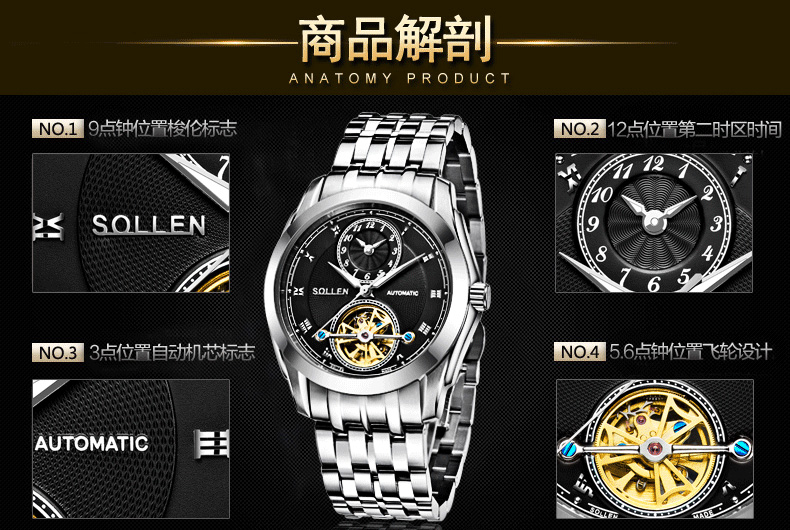 商品解剖
ANATOMY PRODUCT
NO.1 9点钟位置梭伦标志
NO.2 12点位置第二时区时间
SOLLEN
11 12 1
10 2
9 3
8 4
7 6 5
SOLLEN
AUTOMATIC
NO.3 3点位置自动机芯标志
NO.4 5.6点钟位置飞轮设计
AUTOMATIC
SOLLEN MADE